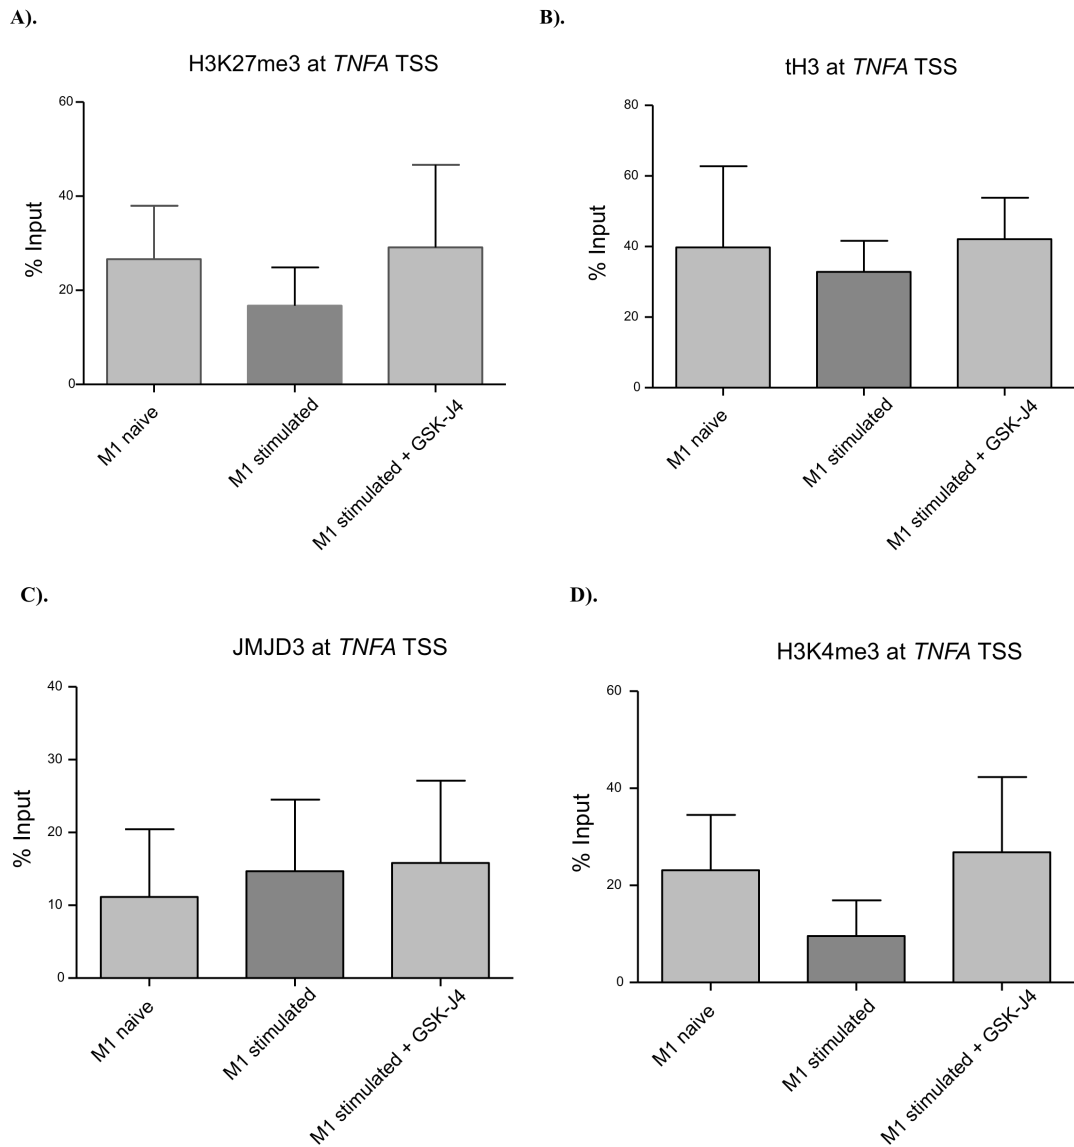 A).
H3K27me3 at TNFA TSS
% Input
60
40
20
0
M1 naive
M1 stimulated
M1 stimulated + GSK-J4
B).
tH3 at TNFA TSS
% Input
80
60
40
20
0
M1 naive
M1 stimulated
M1 stimulated + GSK-J4
C).
JMJD3 at TNFA TSS
% Input
40
30
20
10
0
M1 naive
M1 stimulated
M1 stimulated + GSK-J4
D).
H3K4me3 at TNFA TSS
% Input
60
40
20
0
M1 naive
M1 stimulated
M1 stimulated + GSK-J4